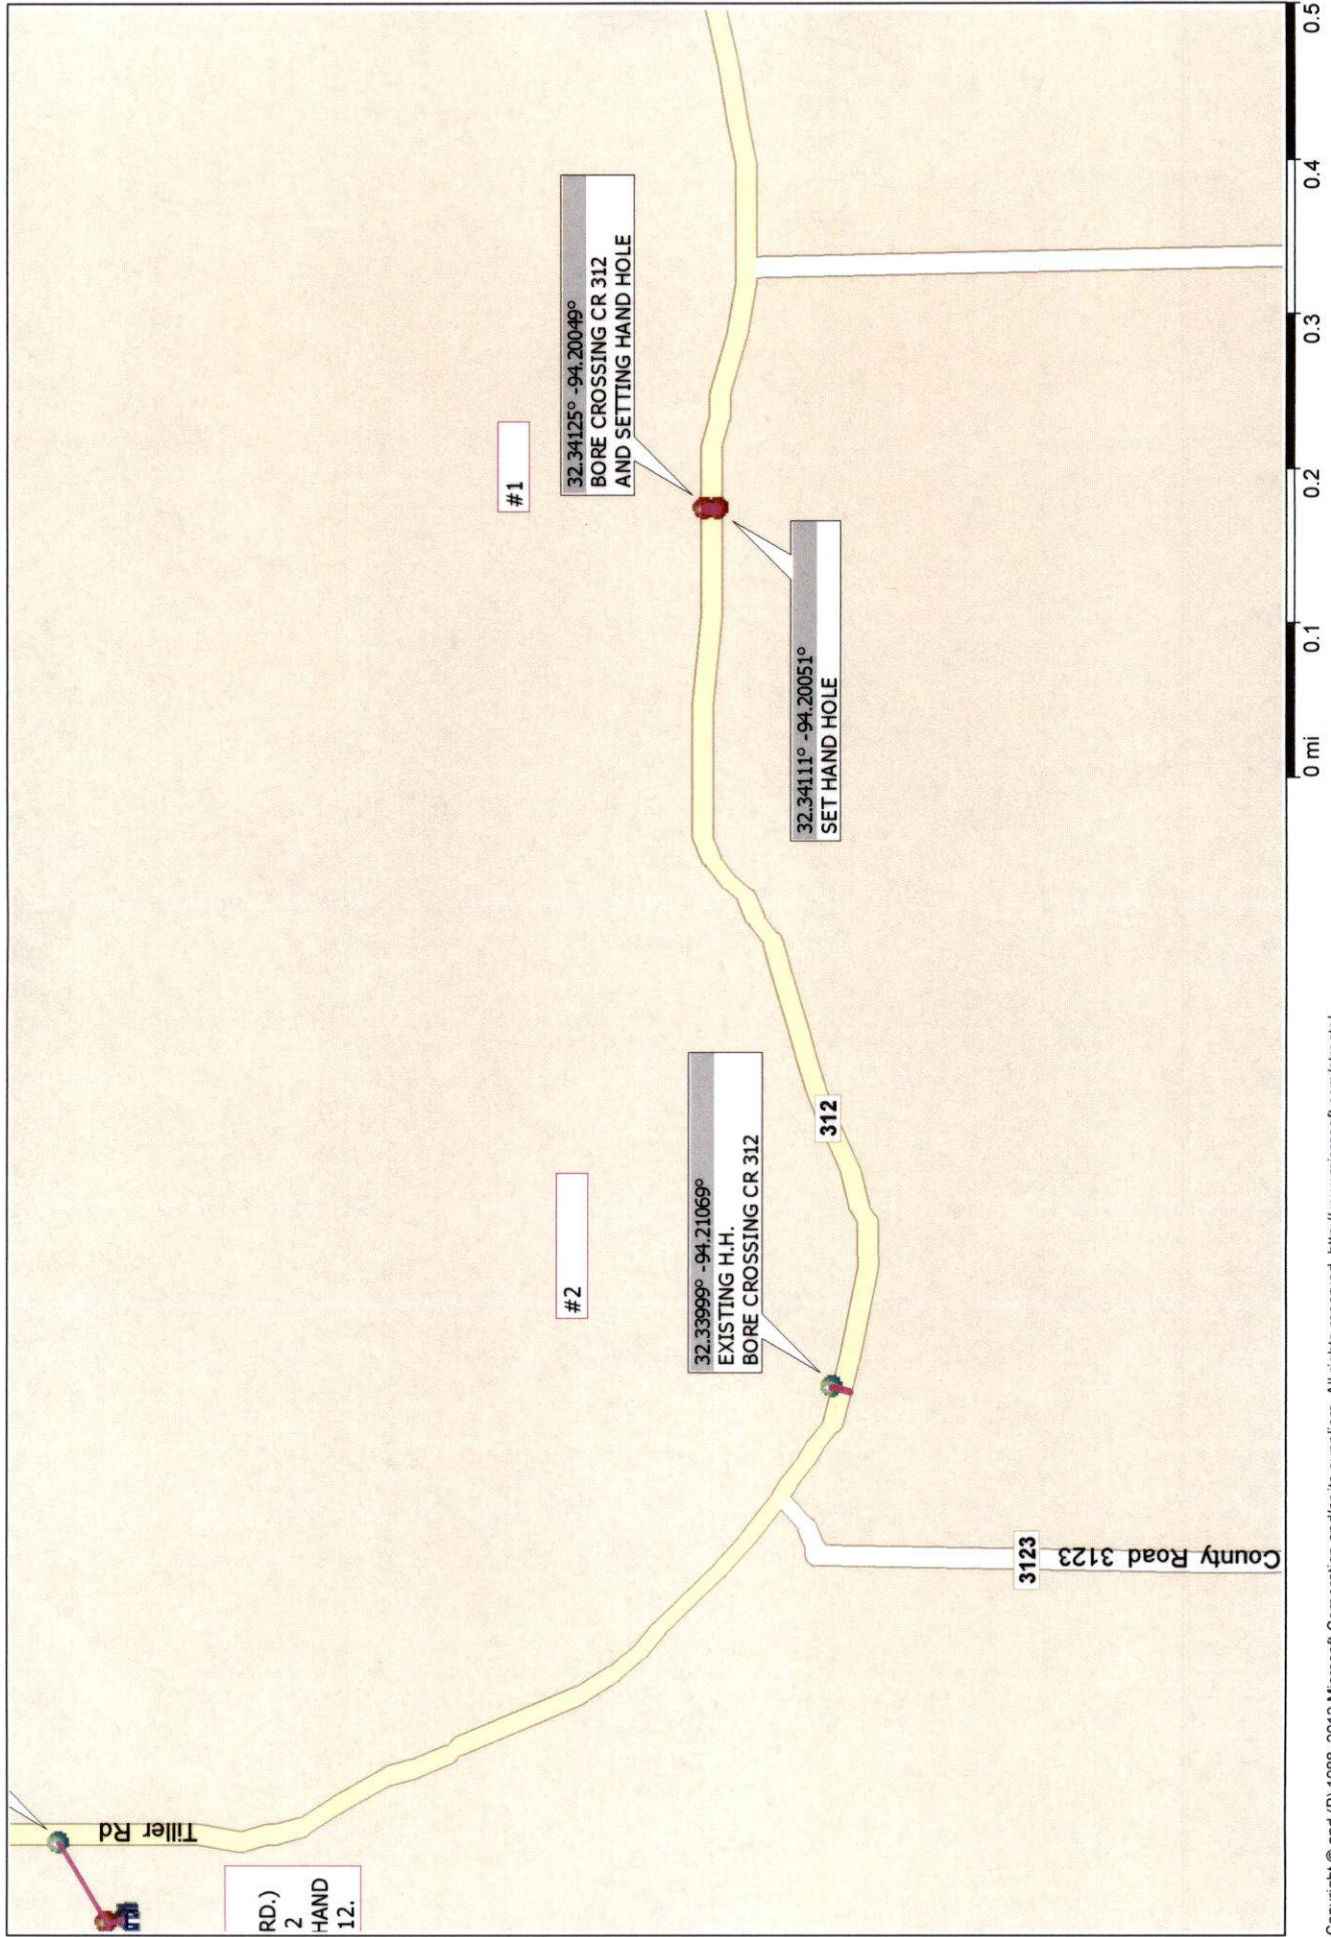 #1
32.34125° -94.20049°
BORE CROSSING CR 312
AND SETTING HAND HOLE
32.34111° -94.20051°
SET HAND HOLE
#2
32.33999° -94.21069°
EXISTING H.H.
BORE CROSSING CR 312
312
3123
County Road 3123
Tiller Rd
RD.)
2
HAND
12.
0 mi
0.1
0.2
0.3
0.4
0.5